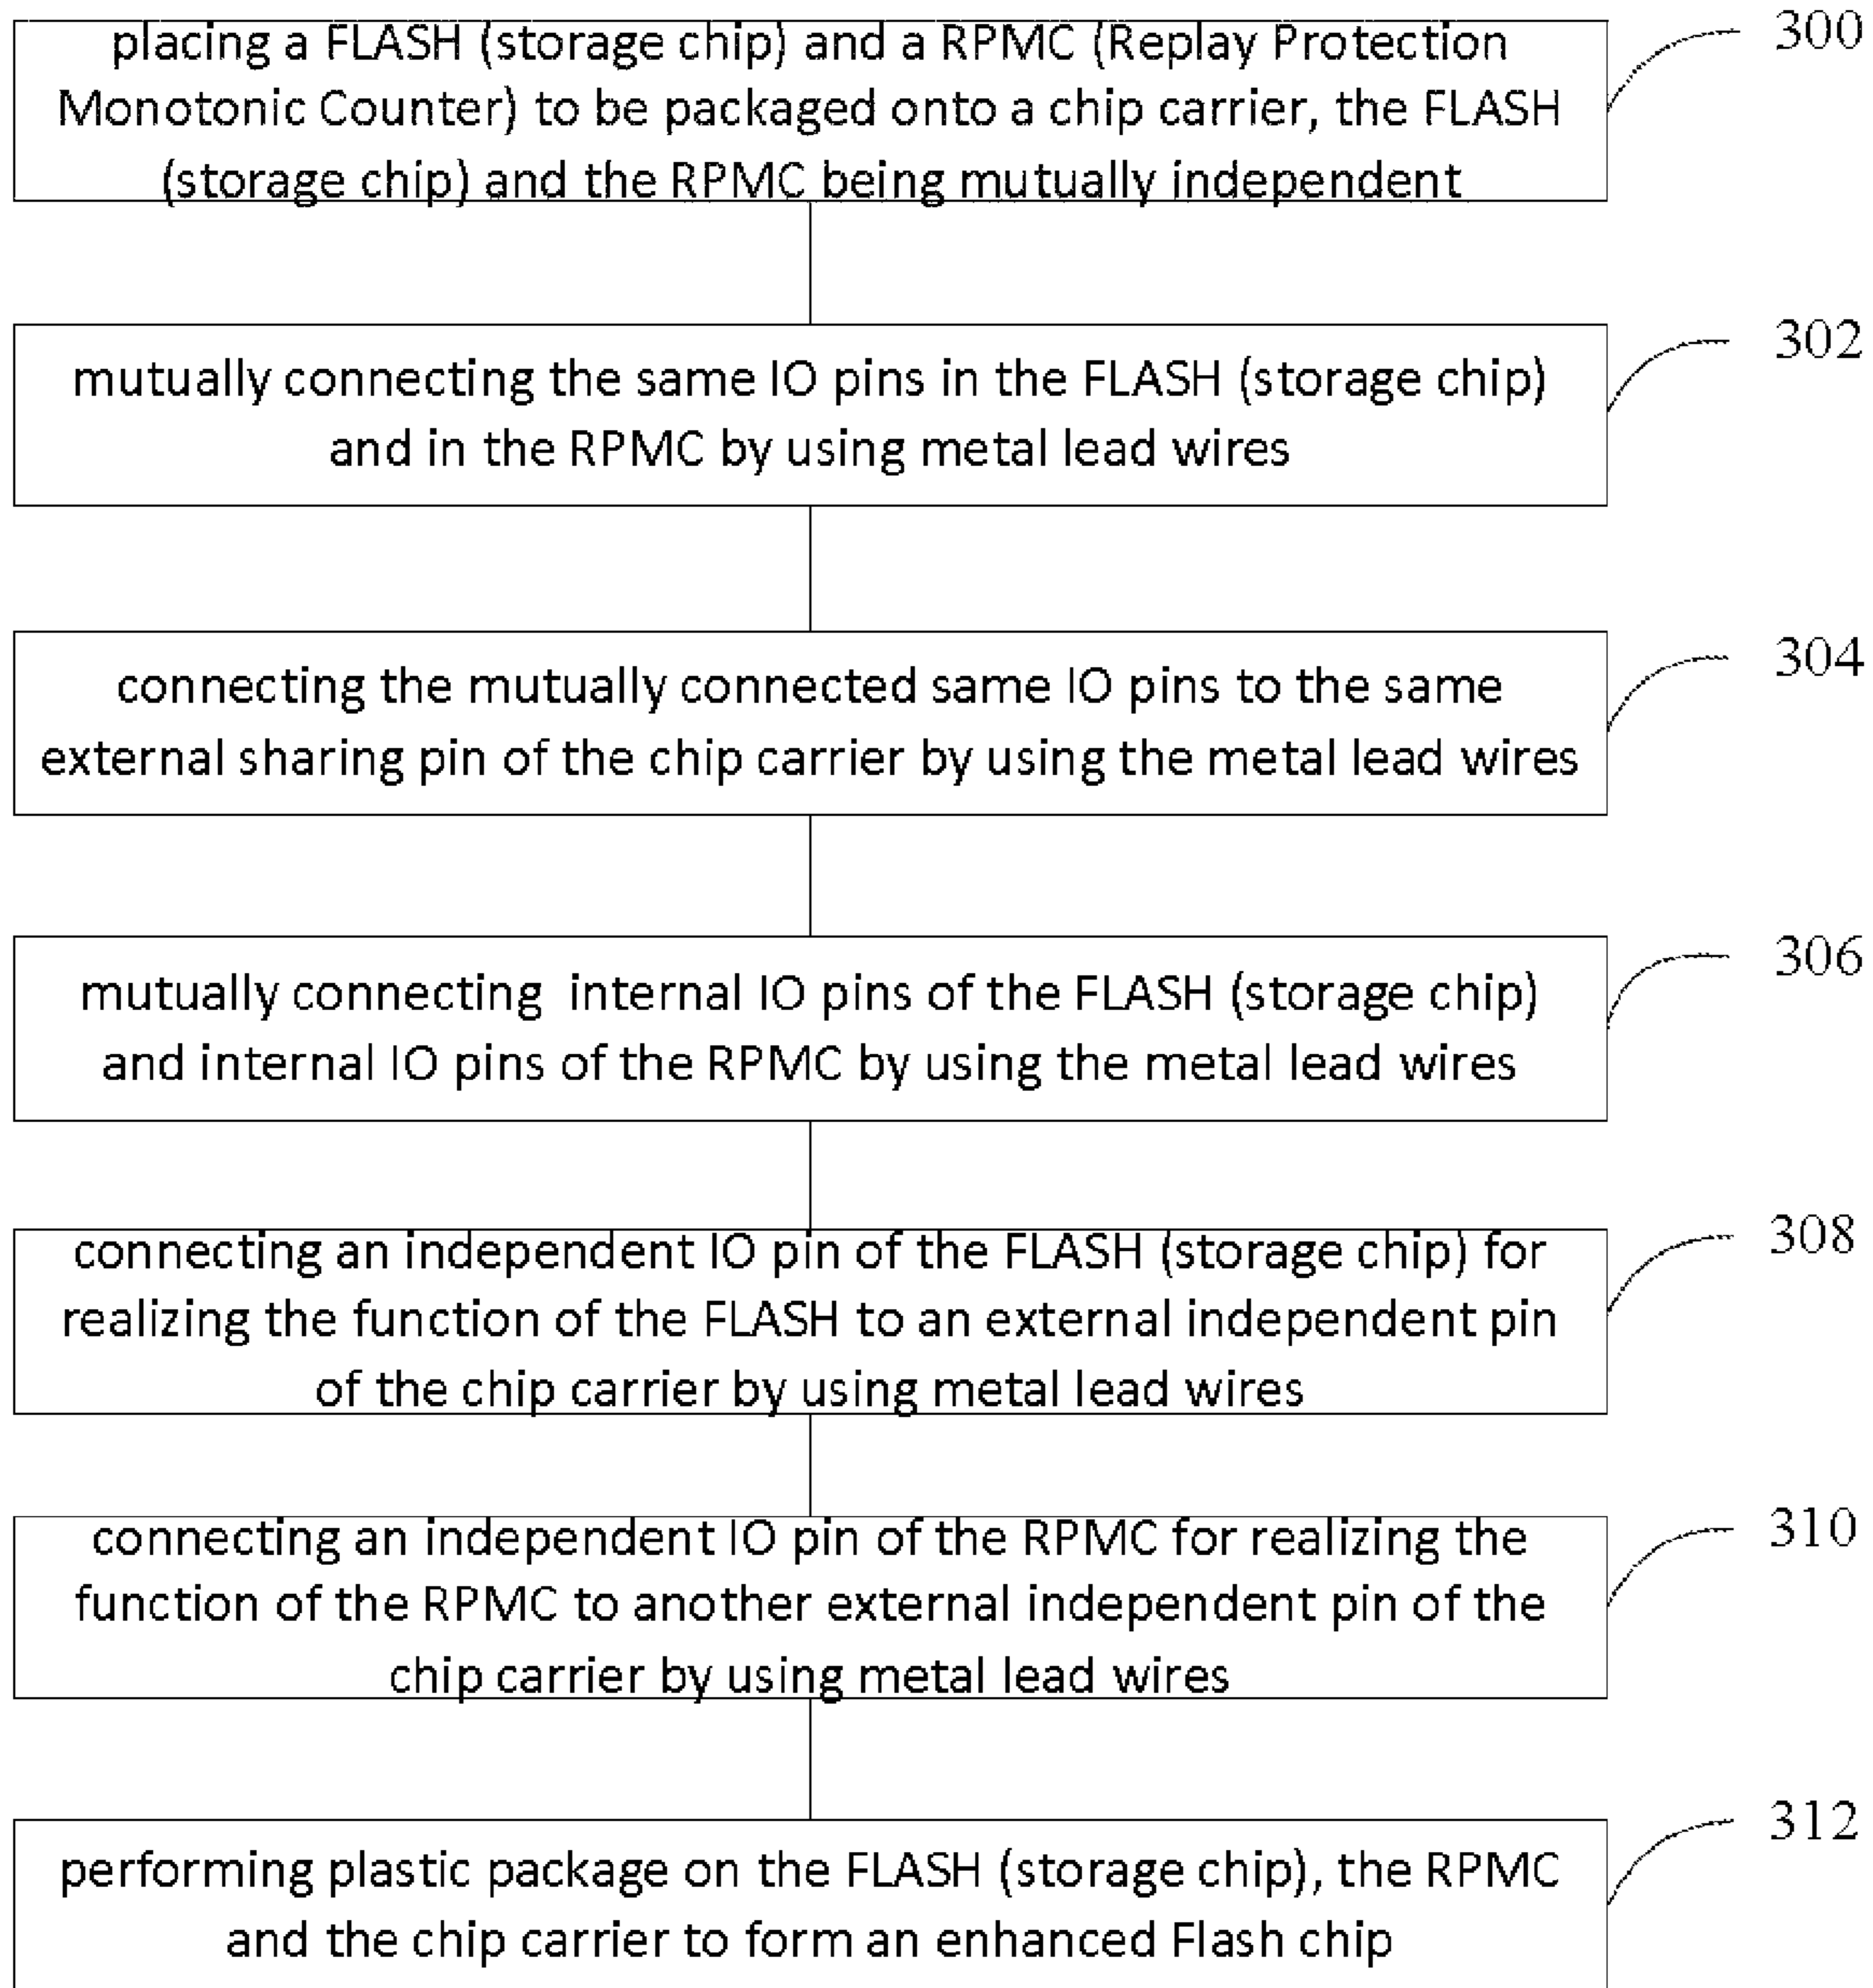 placing a FLASH (storage chip) and a RPMC (Replay Protection
Monotonic Counter) to be packaged onto a chip carrier, the FLASH
(storage chip) and the RPMC being mutually independent
300
mutually connecting the same IO pins in the FLASH (storage chip)
and in the RPMC by using metal lead wires
302
connecting the mutually connected same IO pins to the same
external sharing pin of the chip carrier by using the metal lead wires
304
mutually connecting internal IO pins of the FLASH (storage chip)
and internal IO pins of the RPMC by using the metal lead wires
306
connecting an independent IO pin of the FLASH (storage chip) for
realizing the function of the FLASH to an external independent pin
of the chip carrier by using metal lead wires
308
connecting an independent IO pin of the RPMC for realizing the
function of the RPMC to another external independent pin of the
chip carrier by using metal lead wires
310
performing plastic package on the FLASH (storage chip), the RPMC
and the chip carrier to form an enhanced Flash chip
312